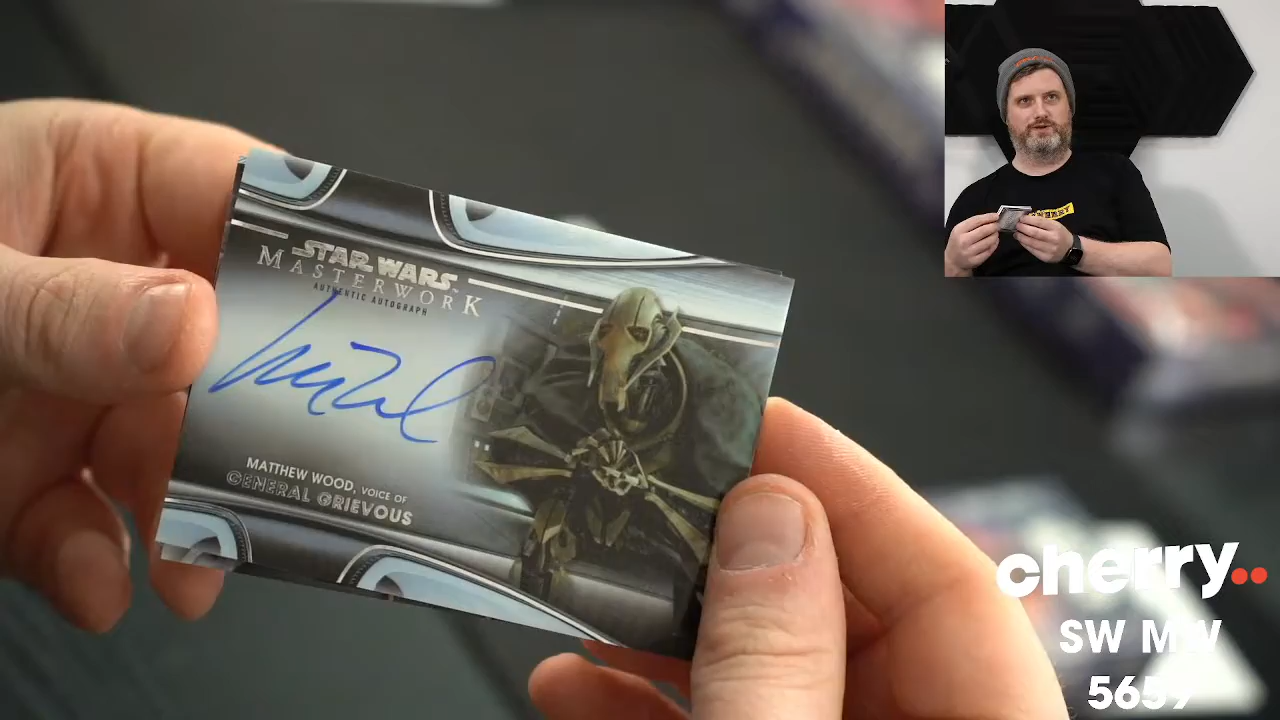 STAR WARS
MASTERWORK
AUTHENTIC AUTOGRAPH
MATTHEW WOOD, VOICE OF
GENERAL GRIEVOUS
cherry..
SW MW
5659